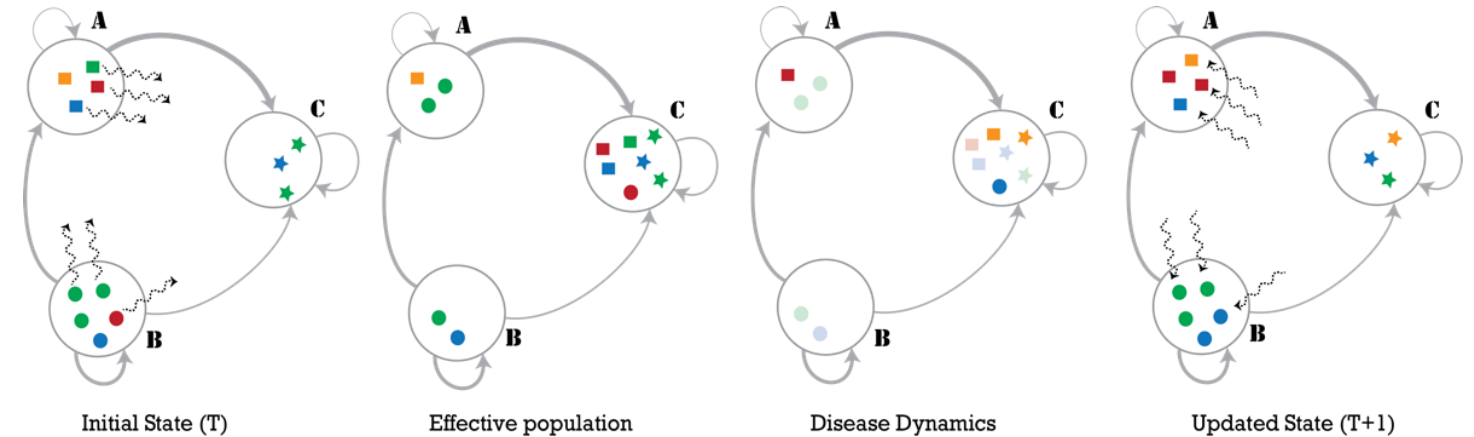 A
C
B
Initial State (T)
A
C
B
Effective population
A
C
B
Disease Dynamics
A
C
B
Updated State (T+1)